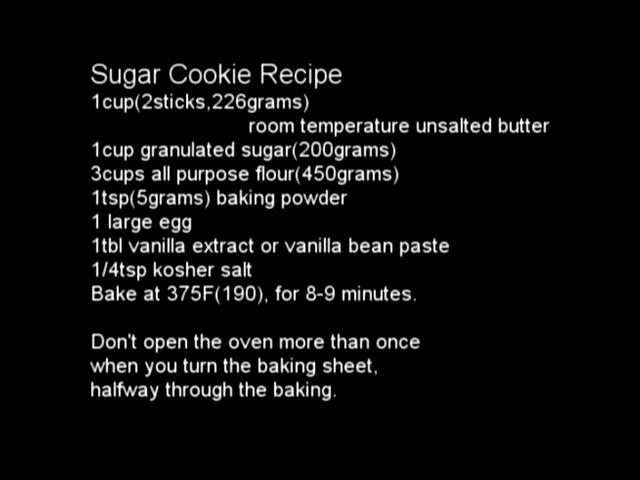 Sugar Cookie Recipe
1cup(2sticks,226grams)
room temperature unsalted butter
1cup granulated sugar(200grams)
3cups all purpose flour(450grams)
1tsp(5grams) baking powder
1 large egg
1tbl vanilla extract or vanilla bean paste
1/4tsp kosher salt
Bake at 375F(190), for 8-9 minutes.
Don't open the oven more than once
when you turn the baking sheet,
halfway through the baking.